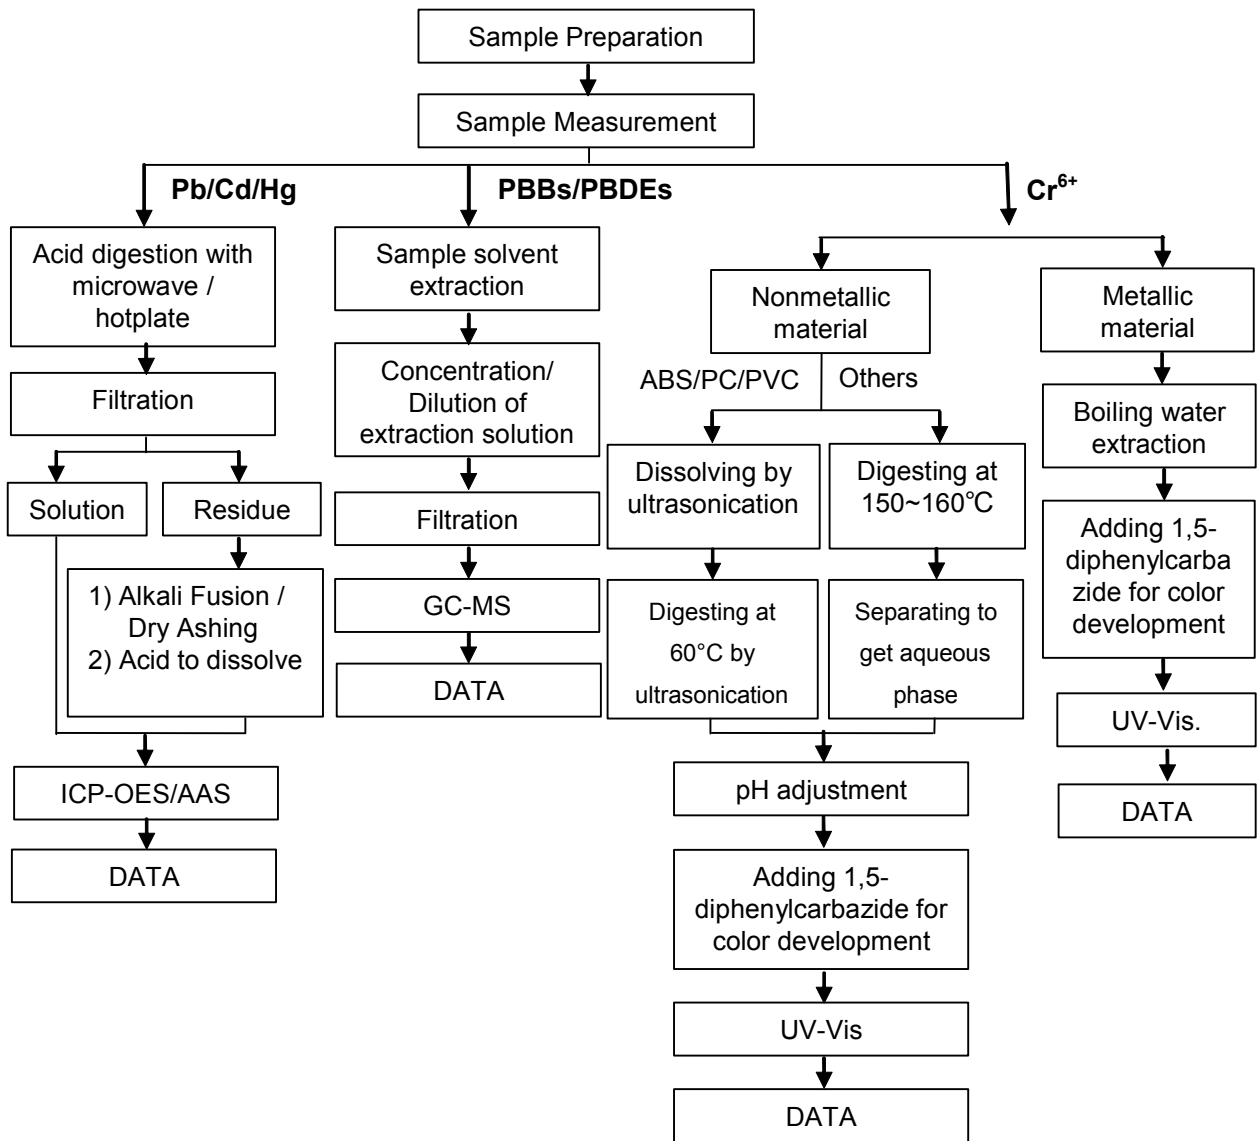 Sample Preparation
Sample Measurement
Pb/Cd/Hg
Acid digestion with
microwave /
hotplate
Filtration
Solution
Residue
1) Alkali Fusion /
Dry Ashing
2) Acid to dissolve
ICP-OES/AAS
DATA
PBBs/PBDEs
Sample solvent
extraction
Concentration/
Dilution of
extraction solution
Filtration
GC-MS
DATA
Cr⁶⁺
Nonmetallic
material
ABS/PC/PVC
Others
Dissolving by
ultrasonication
Digesting at
60°C by
ultrasonication
Digesting at
150~160℃
Separating to
get aqueous
phase
pH adjustment
Adding 1,5-
diphenylcarbazide for
color development
UV-Vis
DATA
Metallic
material
Boiling water
extraction
Adding 1,5-
diphenylcarba
zide for color
development
UV-Vis.
DATA